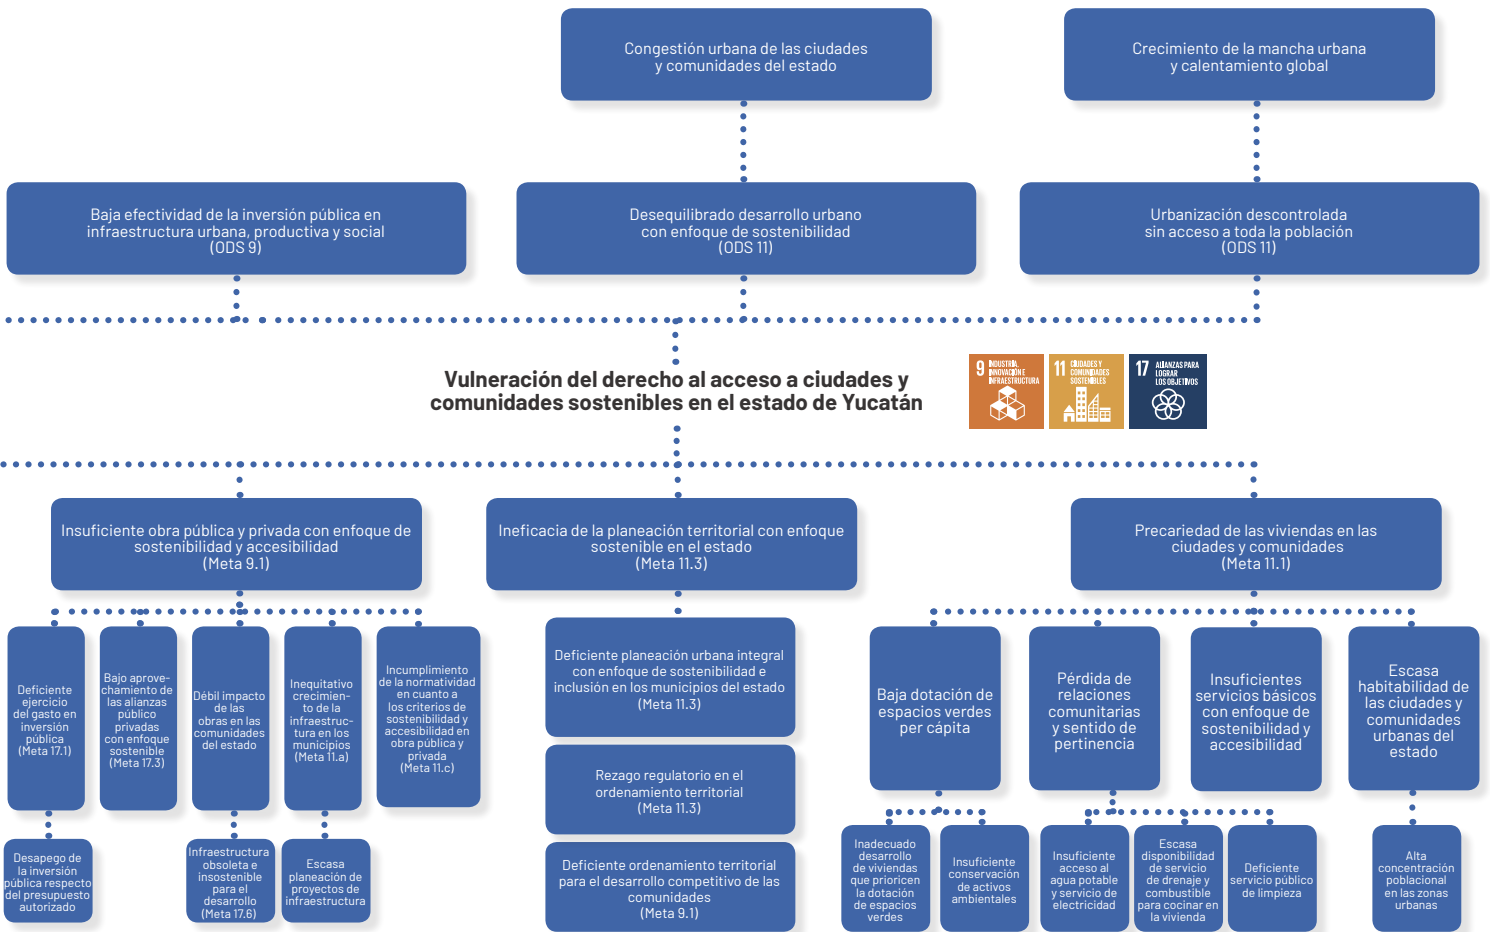 Congestión urbana de las ciudades
y comunidades del estado
Crecimiento de la mancha urbana
y calentamiento global
Baja efectividad de la inversión pública en
infraestructura urbana, productiva y social
(ODS 9)
Desequilibrado desarrollo urbano
con enfoque de sostenibilidad
(ODS 11)
Urbanización descontrolada
sin acceso a toda la población
(ODS 11)
Vulneración del derecho al acceso a ciudades y
comunidades sostenibles en el estado de Yucatán
9 INDUSTRIA,
INNOVACIÓN E
INFRAESTRUCTURA
11 CIUDADES Y
COMUNIDADES
SOSTENIBLES
17 ALIANZAS PARA
LOGRAR
LOS OBJETIVOS
Insuficiente obra pública y privada con enfoque de
sostenibilidad y accesibilidad
(Meta 9.1)
Ineficacia de la planeación territorial con enfoque
sostenible en el estado
(Meta 11.3)
Precariedad de las viviendas en las
ciudades y comunidades
(Meta 11.1)
Deficiente
ejercicio
del gasto en
inversión
pública
(Meta 17.1)
Bajo aprove-
chamiento de
las alianzas
público
privadas
con enfoque
sostenible
(Meta 17.3)
Débil impacto
de las
obras en las
comunidades
del estado
Inequitativo
crecimien-
to de la
infraestruc-
tura en los
municipios
(Meta 11.a)
Incumplimiento
de la normatividad
en cuanto a
los criterios de
sostenibilidad y
accesibilidad en
obra pública y
privada
(Meta 11.c)
Deficiente planeación urbana integral
con enfoque de sostenibilidad e
inclusión en los municipios del estado
(Meta 11.3)
Rezago regulatorio en el
ordenamiento territorial
(Meta 11.3)
Deficiente ordenamiento territorial
para el desarrollo competitivo de las
comunidades
(Meta 9.1)
Baja dotación de
espacios verdes
per cápita
Pérdida de
relaciones
comunitarias
y sentido de
pertinencia
Insuficientes
servicios básicos
con enfoque de
sostenibilidad y
accesibilidad
Escasa
habitabilidad de
las ciudades y
comunidades
urbanas del
estado
Desapego de
la inversión
pública respecto
del presupuesto
autorizado
Infraestructura
obsoleta e
insostenible
para el
desarrollo
(Meta 17.6)
Escasa
planeación de
proyectos de
infraestructura
Inadecuado
desarrollo
de viviendas
que prioricen
la dotación
de espacios
verdes
Insuficiente
conservación
de activos
ambientales
Insuficiente
acceso al
agua potable
y servicio de
electricidad
Escasa
disponibilidad
de servicio
de drenaje y
combustible
para cocinar en
la vivienda
Deficiente
servicio público
de limpieza
Alta
concentración
poblacional
en las zonas
urbanas